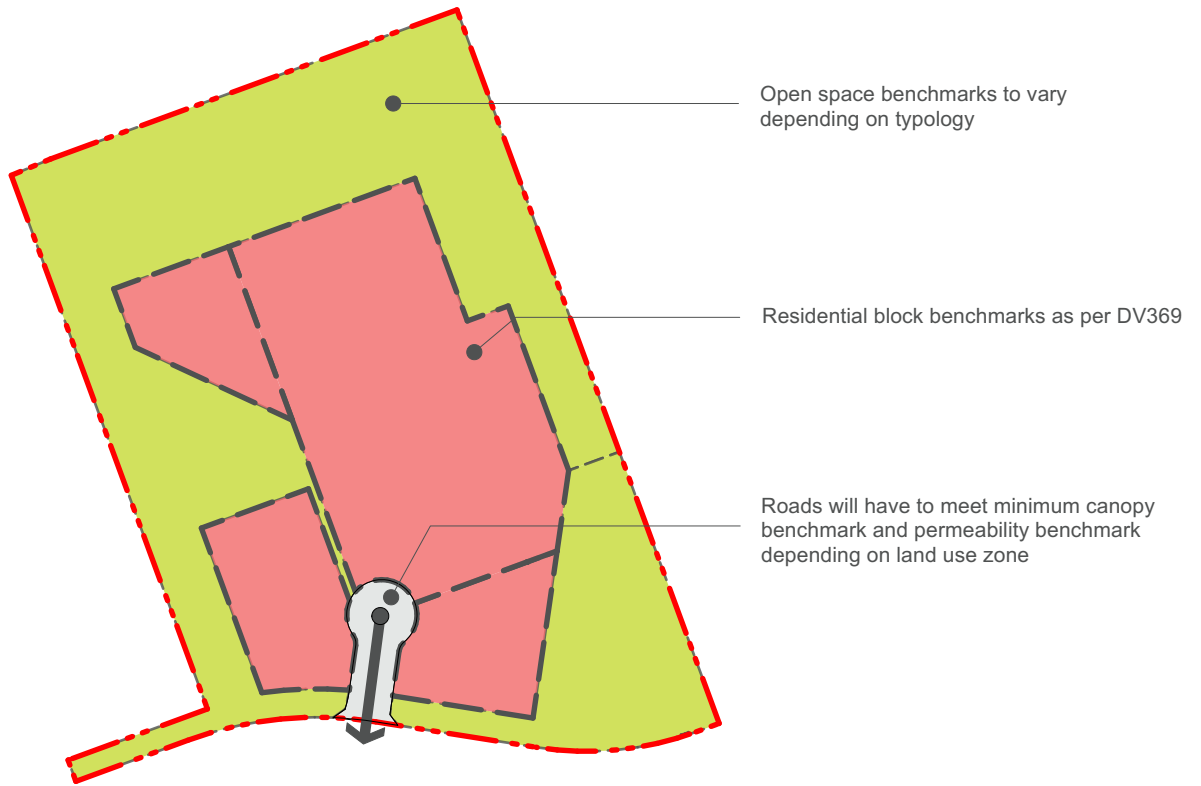 Open space benchmarks to vary
depending on typology
Residential block benchmarks as per DV369
Roads will have to meet minimum canopy
benchmark and permeability benchmark
depending on land use zone